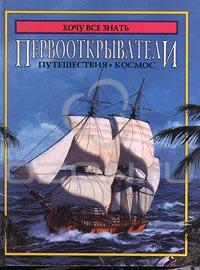 ХОЧУ ВСЕ ЗНАТЬ
ПЕРВООТКРЫВАТЕЛИ
ПУТЕШЕСТВИЯ • КОСМОС